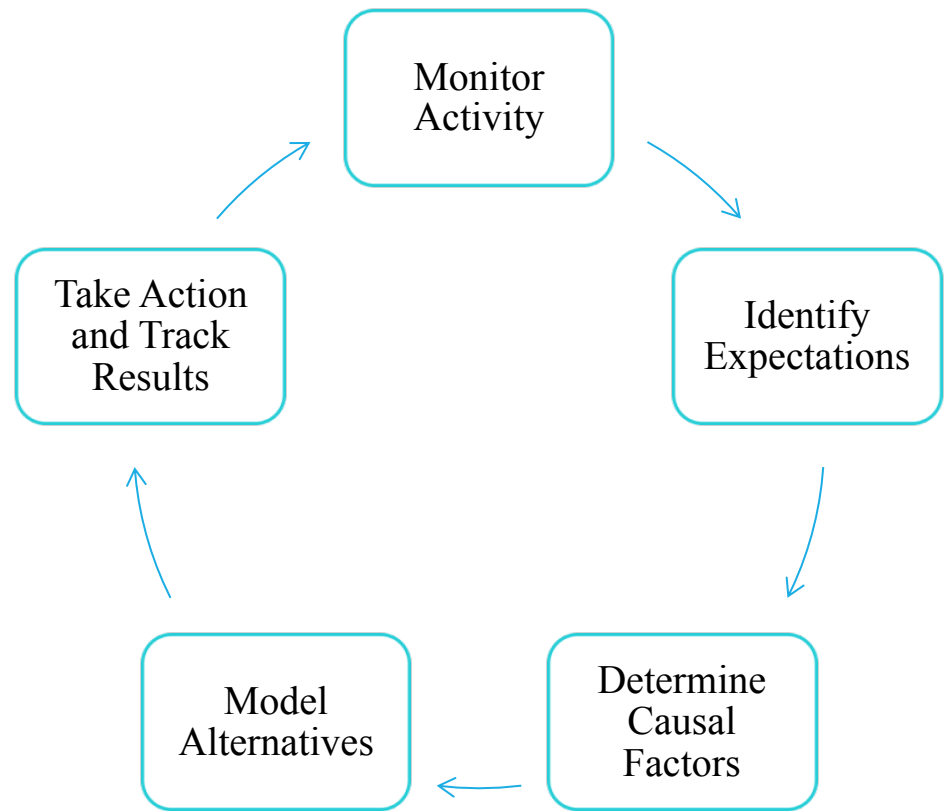 Monitor
Activity
Identify
Expectations
Determine
Causal
Factors
Model
Alternatives
Take Action
and Track
Results